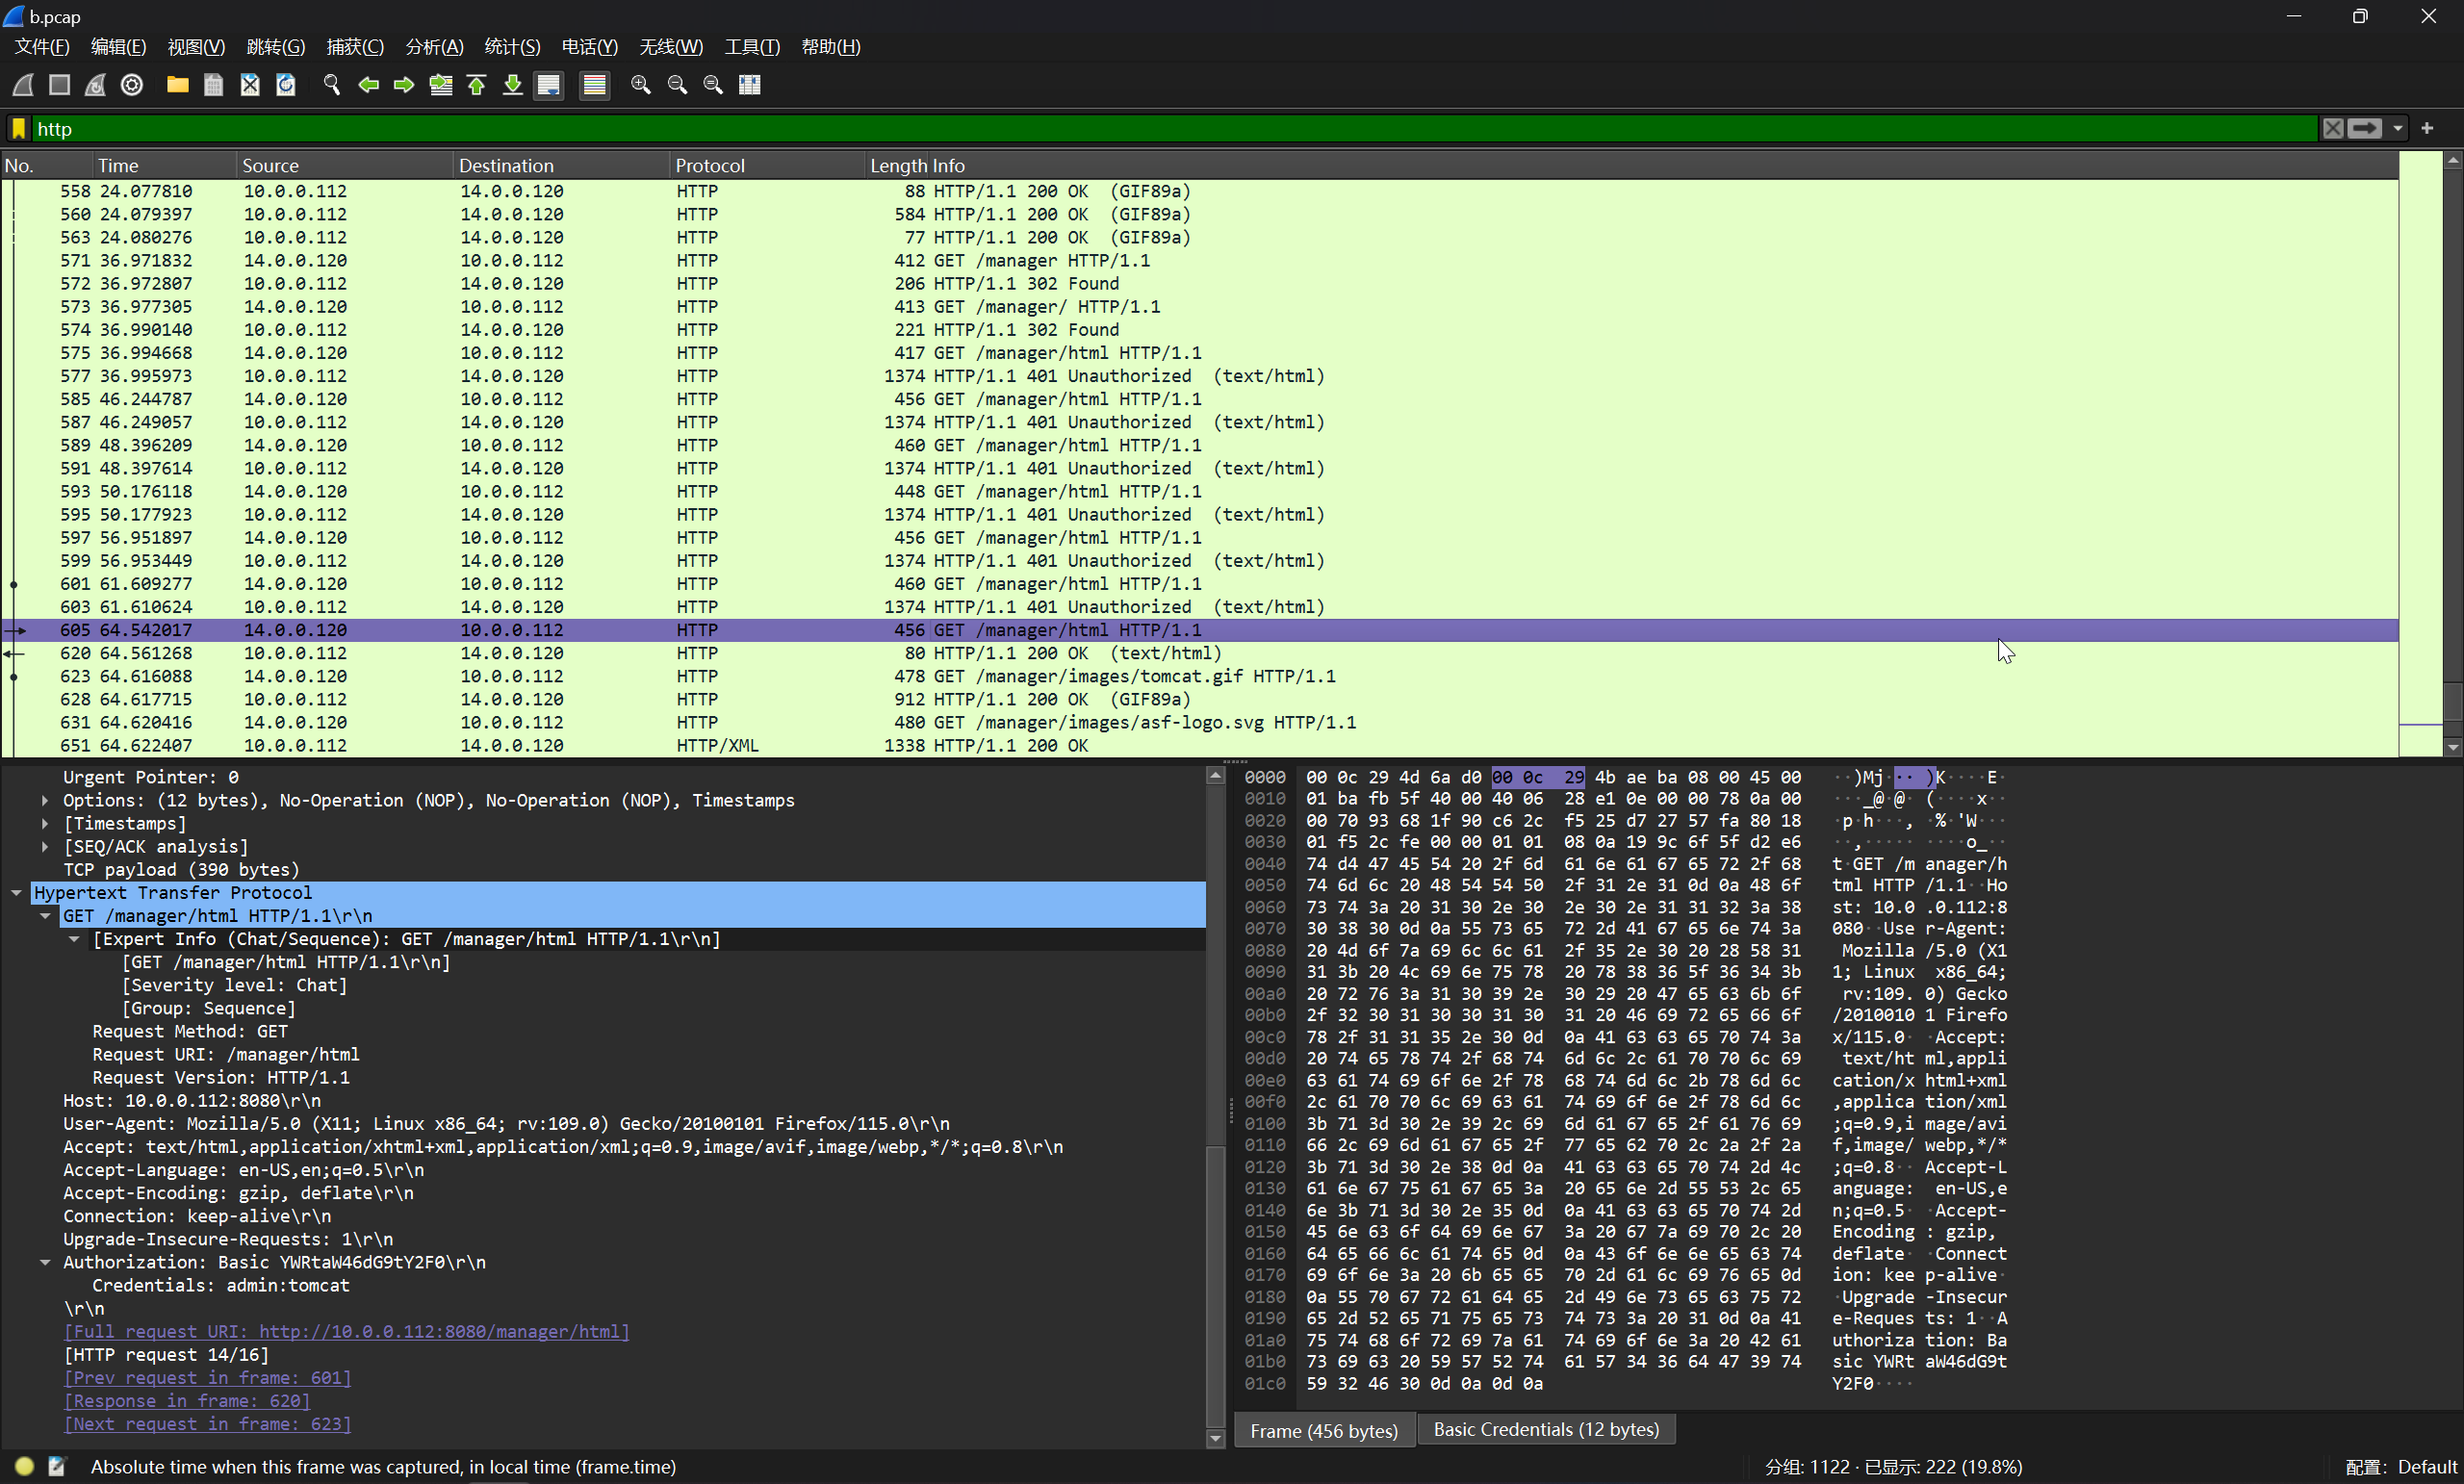 b.pcap
文件(F) 编辑(E) 视图(V) 跳转(G) 捕获(C) 分析(A) 统计(S) 电话(Y) 无线(W) 工具(T) 帮助(H)
http
No. Time Source Destination Protocol Length Info
558 24.077810 10.0.0.112 14.0.0.120 HTTP 88 HTTP/1.1 200 OK (GIF89a)
560 24.079397 10.0.0.112 14.0.0.120 HTTP 584 HTTP/1.1 200 OK (GIF89a)
563 24.080276 10.0.0.112 14.0.0.120 HTTP 77 HTTP/1.1 200 OK (GIF89a)
571 36.971832 14.0.0.120 10.0.0.112 HTTP 412 GET /manager HTTP/1.1
572 36.972807 10.0.0.112 14.0.0.120 HTTP 206 HTTP/1.1 302 Found
573 36.977305 14.0.0.120 10.0.0.112 HTTP 413 GET /manager/ HTTP/1.1
574 36.990140 10.0.0.112 14.0.0.120 HTTP 221 HTTP/1.1 302 Found
575 36.994668 14.0.0.120 10.0.0.112 HTTP 417 GET /manager/html HTTP/1.1
577 36.995973 10.0.0.112 14.0.0.120 HTTP 1374 HTTP/1.1 401 Unauthorized (text/html)
585 46.244787 14.0.0.120 10.0.0.112 HTTP 456 GET /manager/html HTTP/1.1
587 46.249057 10.0.0.112 14.0.0.120 HTTP 1374 HTTP/1.1 401 Unauthorized (text/html)
589 48.396209 14.0.0.120 10.0.0.112 HTTP 460 GET /manager/html HTTP/1.1
591 48.397614 10.0.0.112 14.0.0.120 HTTP 1374 HTTP/1.1 401 Unauthorized (text/html)
593 50.176118 14.0.0.120 10.0.0.112 HTTP 448 GET /manager/html HTTP/1.1
595 50.177923 10.0.0.112 14.0.0.120 HTTP 1374 HTTP/1.1 401 Unauthorized (text/html)
597 56.951897 14.0.0.120 10.0.0.112 HTTP 456 GET /manager/html HTTP/1.1
599 56.953449 10.0.0.112 14.0.0.120 HTTP 1374 HTTP/1.1 401 Unauthorized (text/html)
601 61.609277 14.0.0.120 10.0.0.112 HTTP 460 GET /manager/html HTTP/1.1
603 61.610624 10.0.0.112 14.0.0.120 HTTP 1374 HTTP/1.1 401 Unauthorized (text/html)
605 64.542017 14.0.0.120 10.0.0.112 HTTP 456 GET /manager/html HTTP/1.1
620 64.561268 10.0.0.112 14.0.0.120 HTTP 80 HTTP/1.1 200 OK (text/html)
623 64.616088 14.0.0.120 10.0.0.112 HTTP 478 GET /manager/images/tomcat.gif HTTP/1.1
628 64.617715 10.0.0.112 14.0.0.120 HTTP 912 HTTP/1.1 200 OK (GIF89a)
631 64.620416 14.0.0.120 10.0.0.112 HTTP 480 GET /manager/images/asf-logo.svg HTTP/1.1
651 64.622407 10.0.0.112 14.0.0.120 HTTP/XML 1338 HTTP/1.1 200 OK
Urgent Pointer: 0
Options: (12 bytes), No-Operation (NOP), No-Operation (NOP), Timestamps
[Timestamps]
[SEQ/ACK analysis]
TCP payload (390 bytes)
Hypertext Transfer Protocol
GET /manager/html HTTP/1.1\r\n
[Expert Info (Chat/Sequence): GET /manager/html HTTP/1.1\r\n]
[GET /manager/html HTTP/1.1\r\n]
[Severity level: Chat]
[Group: Sequence]
Request Method: GET
Request URI: /manager/html
Request Version: HTTP/1.1
Host: 10.0.0.112:8080\r\n
User-Agent: Mozilla/5.0 (X11; Linux x86_64; rv:109.0) Gecko/20100101 Firefox/115.0\r\n
Accept: text/html,application/xhtml+xml,application/xml;q=0.9,image/avif,image/webp,*/*;q=0.8\r\n
Accept-Language: en-US,en;q=0.5\r\n
Accept-Encoding: gzip, deflate\r\n
Connection: keep-alive\r\n
Upgrade-Insecure-Requests: 1\r\n
Authorization: Basic YWRtaW46dG9tY2F0\r\n
Credentials: admin:tomcat
\r\n
[Full request URI: http://10.0.0.112:8080/manager/html]
[HTTP request 14/16]
[Prev request in frame: 601]
[Response in frame: 620]
[Next request in frame: 623]
0000 00 0c 29 4d 6a d0 00 0c 29 4b ae ba 08 00 45 00 ··)Mj··· )K····E·
0010 01 ba fb 5f 40 00 40 06 28 e1 0e 00 00 78 0a 00 ···_@·@· (····x··
0020 00 70 93 68 1f 90 c6 2c f5 25 d7 27 57 fa 80 18 ·p·h···, ·%·'W···
0030 01 f5 2c fe 00 00 01 01 08 0a 19 9c 6f 5f d2 e6 ··,····· ····o_··
0040 74 d4 47 45 54 20 2f 6d 61 6e 61 67 65 72 2f 68 t·GET /m anager/h
0050 74 6d 6c 20 48 54 54 50 2f 31 2e 31 0d 0a 48 6f tml HTTP /1.1··Ho
0060 73 74 3a 20 31 30 2e 30 2e 30 2e 31 31 32 3a 38 st: 10.0 .0.112:8
0070 30 38 30 0d 0a 55 73 65 72 2d 41 67 65 6e 74 3a 080··Use r-Agent:
0080 20 4d 6f 7a 69 6c 6c 61 2f 35 2e 30 20 28 58 31 Mozilla /5.0 (X1
0090 31 3b 20 4c 69 6e 75 78 20 78 38 36 5f 36 34 3b 1; Linux x86_64;
00a0 20 72 76 3a 31 30 39 2e 30 29 20 47 65 63 6b 6f rv:109. 0) Gecko
00b0 2f 32 30 31 30 30 31 30 31 20 46 69 72 65 66 6f /2010010 1 Firefo
00c0 78 2f 31 31 35 2e 30 0d 0a 41 63 63 65 70 74 3a x/115.0· ·Accept:
00d0 20 74 65 78 74 2f 68 74 6d 6c 2c 61 70 70 6c 69 text/ht ml,appli
00e0 63 61 74 69 6f 6e 2f 78 68 74 6d 6c 2b 78 6d 6c cation/x html+xml
00f0 2c 61 70 70 6c 69 63 61 74 69 6f 6e 2f 78 6d 6c ,applica tion/xml
0100 3b 71 3d 30 2e 39 2c 69 6d 61 67 65 2f 61 76 69 ;q=0.9,i mage/avi
0110 66 2c 69 6d 61 67 65 2f 77 65 62 70 2c 2a 2f 2a f,image/ webp,*/*
0120 3b 71 3d 30 2e 38 0d 0a 41 63 63 65 70 74 2d 4c ;q=0.8·· Accept-L
0130 61 6e 67 75 61 67 65 3a 20 65 6e 2d 55 53 2c 65 anguage: en-US,e
0140 6e 3b 71 3d 30 2e 35 0d 0a 41 63 63 65 70 74 2d n;q=0.5· ·Accept-
0150 45 6e 63 6f 64 69 6e 67 3a 20 67 7a 69 70 2c 20 Encoding : gzip,
0160 64 65 66 6c 61 74 65 0d 0a 43 6f 6e 6e 65 63 74 deflate· ·Connect
0170 69 6f 6e 3a 20 6b 65 65 70 2d 61 6c 69 76 65 0d ion: kee p-alive·
0180 0a 55 70 67 72 61 64 65 2d 49 6e 73 65 63 75 72 ·Upgrade -Insecur
0190 65 2d 52 65 71 75 65 73 74 73 3a 20 31 0d 0a 41 e-Reques ts: 1··A
01a0 75 74 68 6f 72 69 7a 61 74 69 6f 6e 3a 20 42 61 uthoriza tion: Ba
01b0 73 69 63 20 59 57 52 74 61 57 34 36 64 47 39 74 sic YWRt aW46dG9t
01c0 59 32 46 30 0d 0a 0d 0a Y2F0····
Frame (456 bytes) Basic Credentials (12 bytes)
Absolute time when this frame was captured, in local time (frame.time) 分组: 1122 · 已显示: 222 (19.8%) 配置: Default